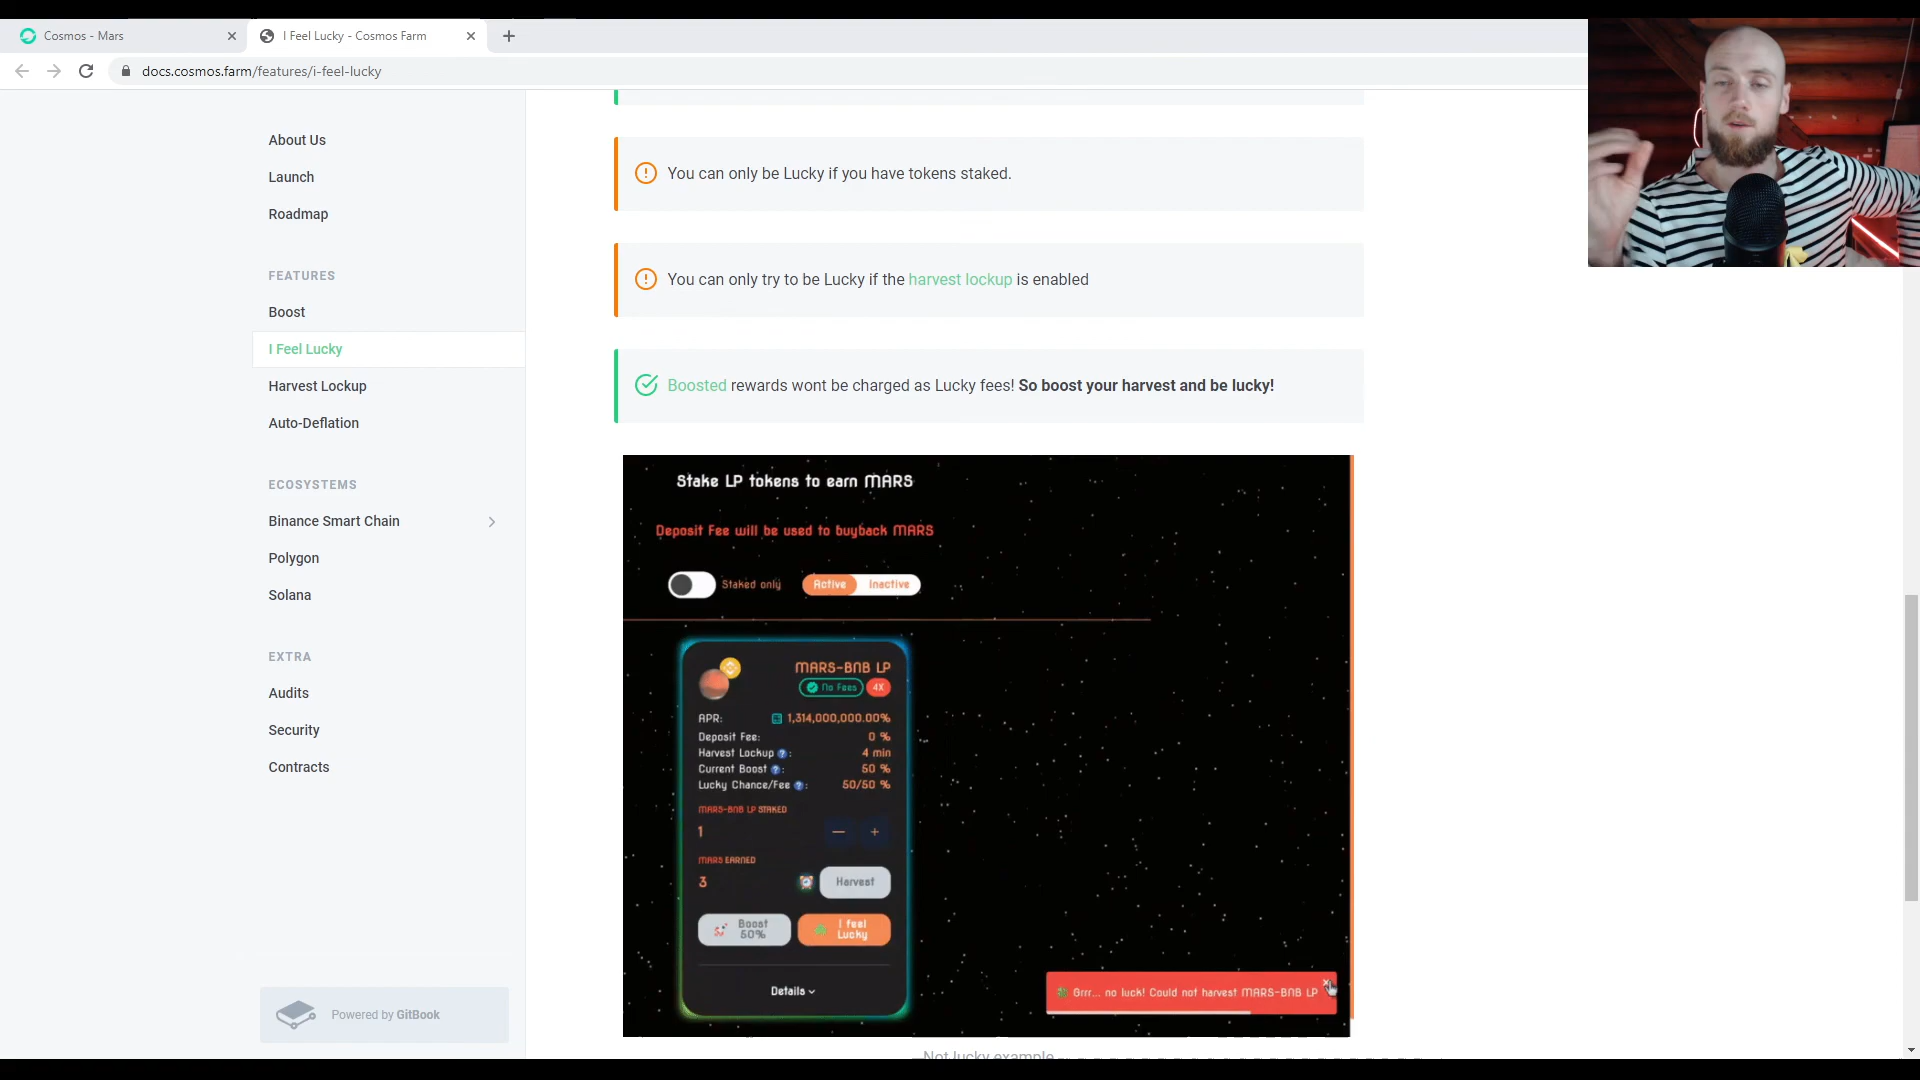 Cosmos - Mars
I Feel Lucky - Cosmos Farm
docs.cosmos.farm/features/i-feel-lucky
About Us
Launch
Roadmap
FEATURES
Boost
I Feel Lucky
Harvest Lockup
Auto-Deflation
ECOSYSTEMS
Binance Smart Chain
Polygon
Solana
EXTRA
Audits
Security
Contracts
Powered by GitBook
You can only be Lucky if you have tokens staked.
You can only try to be Lucky if the harvest lockup is enabled
Boosted rewards wont be charged as Lucky fees! So boost your harvest and be lucky!
Stake LP tokens to earn MARS
Deposit Fee will be used to buyback MARS
Staked only
Active Inactive
MARS-BNB LP
No Fees 4X
APR: 1,314,000,000.00%
Deposit Fee: 0 %
Harvest Lockup : 4 min
Current Boost : 50 %
Lucky Chance/Fee : 50/50 %
MARS-BNB LP STAKED
1
MARS EARNED
3 Harvest
Boost 50%
I feel Lucky
Details
Grrr... no luck! Could not harvest MARS-BNB LP
Not lucky example